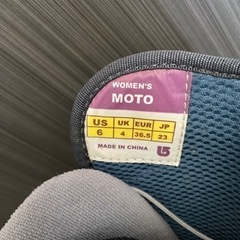 WOMEN'S
MOTO
US UK EUR JP
6 4 36.5 23
MADE IN CHINA